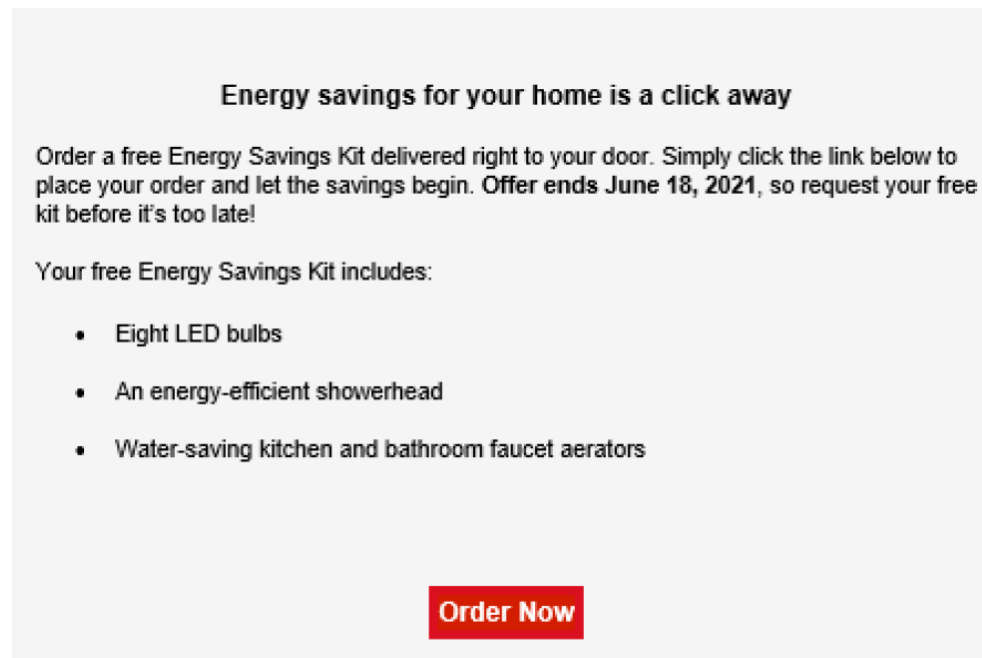 Energy savings for your home is a click away
Order a free Energy Savings Kit delivered right to your door. Simply click the link below to
place your order and let the savings begin. Offer ends June 18, 2021, so request your free
kit before it's too late!
Your free Energy Savings Kit includes:
• Eight LED bulbs
• An energy-efficient showerhead
• Water-saving kitchen and bathroom faucet aerators
Order Now